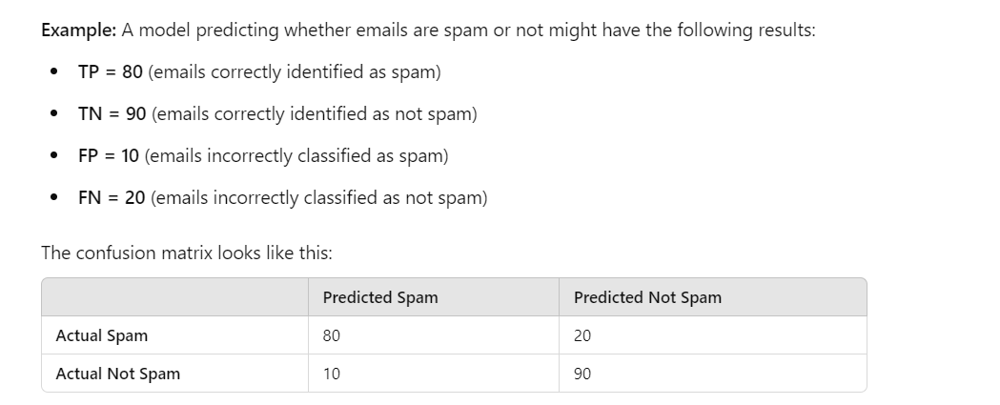 Example: A model predicting whether emails are spam or not might have the following results:
• TP = 80 (emails correctly identified as spam)
• TN = 90 (emails correctly identified as not spam)
• FP = 10 (emails incorrectly classified as spam)
• FN = 20 (emails incorrectly classified as not spam)
The confusion matrix looks like this:
Predicted Spam Predicted Not Spam
Actual Spam 80 20
Actual Not Spam 10 90